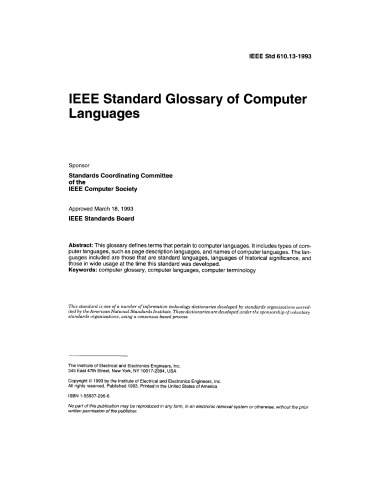 IEEE Std 610.13-1993
IEEE Standard Glossary of Computer
Languages
Sponsor
Standards Coordinating Committee
of the
IEEE Computer Society
Approved March 18, 1993
IEEE Standards Board
Abstract: This glossary defines terms that pertain to computer languages. It includes types of com-
puter languages, such as page description languages, and names of computer languages. The lan-
guages included are those that are standard languages, languages of historical significance, and
those in wide usage at the time this standard was developed.
Keywords: computer glossary, computer languages, computer terminology
This standard is one of a number of information technology dictionaries developed by standards organizations accred-
ited by the American National Standards Institute. These dictionaries are developed under the sponsorship of voluntary
standards organizations, using a consensus-based process.
The Institute of Electrical and Electronics Engineers, Inc.
345 East 47th Street, New York, NY 10017-2394, USA
Copyright © 1993 by the Institute of Electrical and Electronics Engineers, Inc.
All rights reserved. Published 1993. Printed in the United States of America
ISBN 1-55937-296-6
No part of this publication may be reproduced in any form, in an electronic retrieval system or otherwise, without the prior
written permission of the publisher.